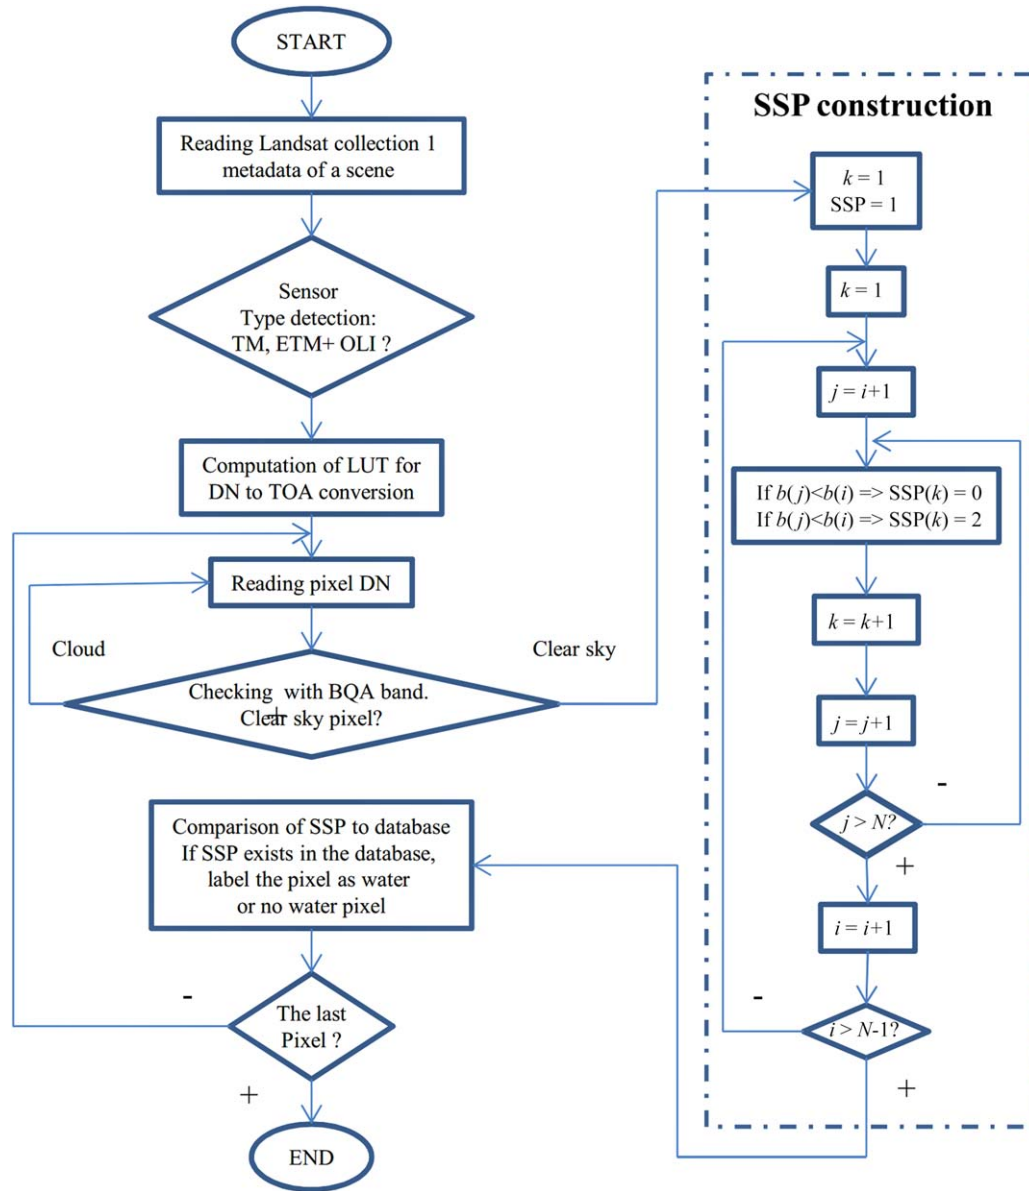 START
Reading Landsat collection 1
metadata of a scene
Sensor
Type detection:
TM, ETM+ OLI ?
Computation of LUT for
DN to TOA conversion
Reading pixel DN
Cloud
Clear sky
Checking with BQA band.
Clear sky pixel?
+
Comparison of SSP to database
If SSP exists in the database,
label the pixel as water
or no water pixel
-
The last
Pixel ?
+
END
SSP construction
k = 1
SSP = 1
k = 1
j = i+1
If b(j)<b(i) => SSP(k) = 0
If b(j)<b(i) => SSP(k) = 2
k = k+1
j = j+1
-
j > N?
+
i = i+1
-
i > N-1?
+